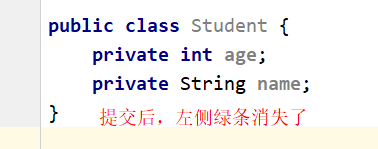 public class Student {
    private int age;
    private String name;
}    提交后，左侧绿条消失了